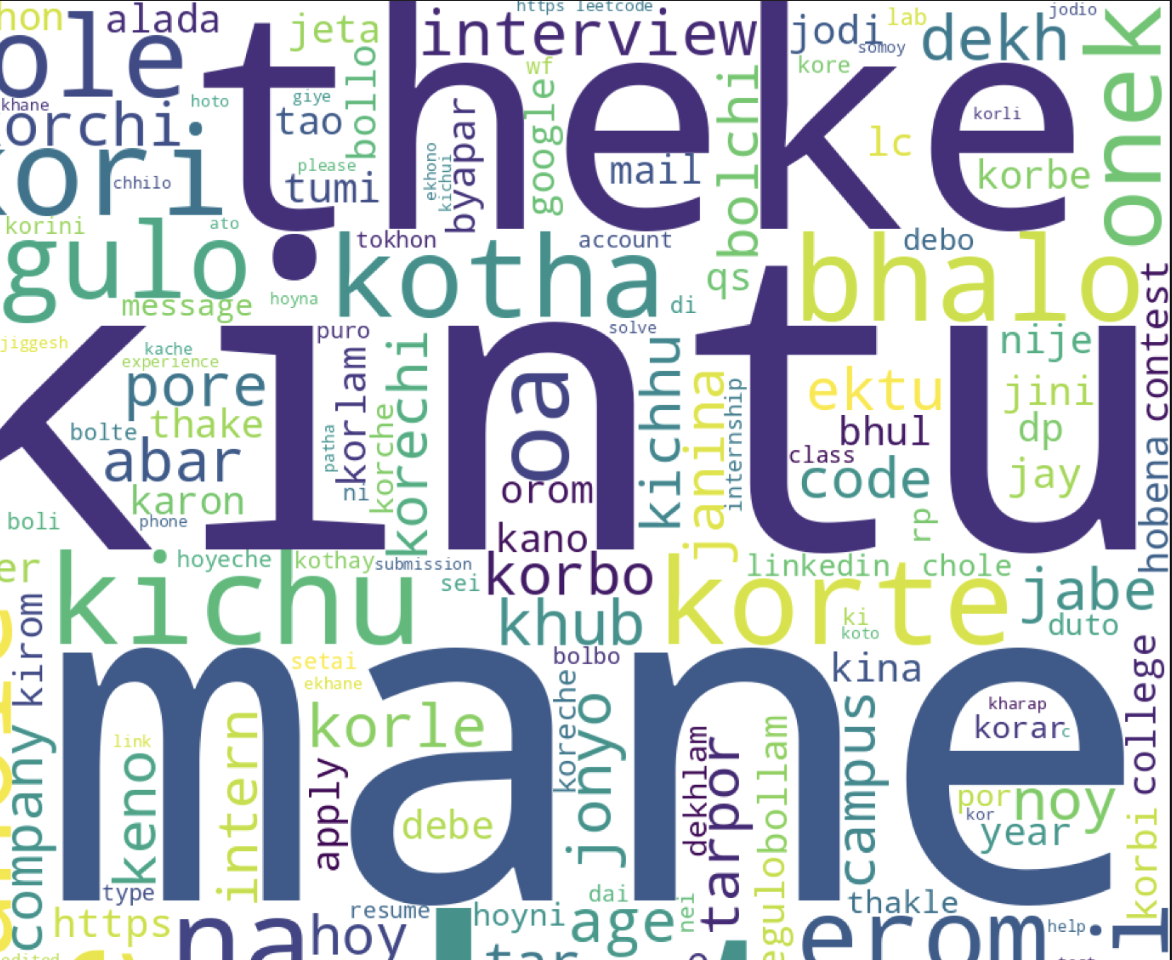 https leetcode
alada
jeta
interview
jodi
lab
jodio
dekh
somoy
onek
ole
theke
bollo
wf
kore
khane
hoto
giye
tao
google
bolchi
korli
orchi
byapar
lc
kori
please
ekhono
kichui
mail
korbe
chhilo
tumi
korini
ato
gulo
tokhon
account
debo
kotha
qs
bhalo
message
hoyna
di
contest
kintu
puro
solve
nije
jiggesh
kache
experience
korlam
korechi
oa
kichhu
janina
internship
ektu
jini
pore
thake
bolte
patha
korche
bhul
dp
abar
class
code
jay
karon
ni
orom
boli
phone
kano
rp
hobena
er
hoyeche
kothay
submission
sei
korbo
linkedin
chole
kichu
khub
korte
jabe
ki
koto
duto
kirom
mane
setai
ekhane
bolbo
kina
college
korle
koreche
jonyo
dekhlam
tarpor
bollam
campus
kharap
korar
c
company
link
keno
intern
apply
debe
por
noy
kor
year
korbi
type
dai
nei
egulo
thakle
https
na
hoy
resume
hoyni
age
erom
help
tar
edited